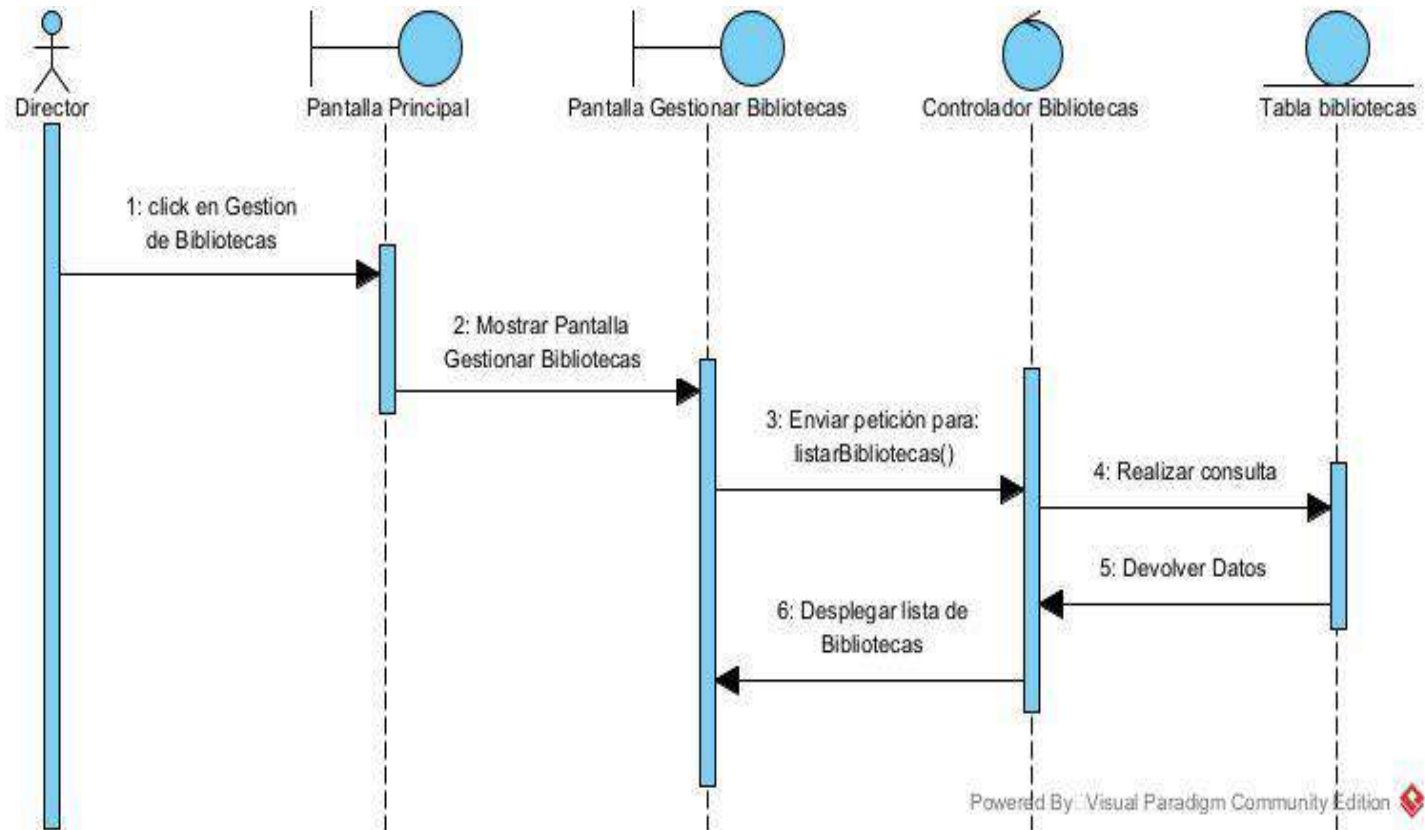 Director
Pantalla Principal
Pantalla Gestionar Bibliotecas
Controlador Bibliotecas
Tabla bibliotecas
1: click en Gestion
de Bibliotecas
2: Mostrar Pantalla
Gestionar Bibliotecas
3: Enviar petición para:
listarBibliotecas()
4: Realizar consulta
5: Devolver Datos
6: Desplegar lista de
Bibliotecas
Powered By Visual Paradigm Community Edition